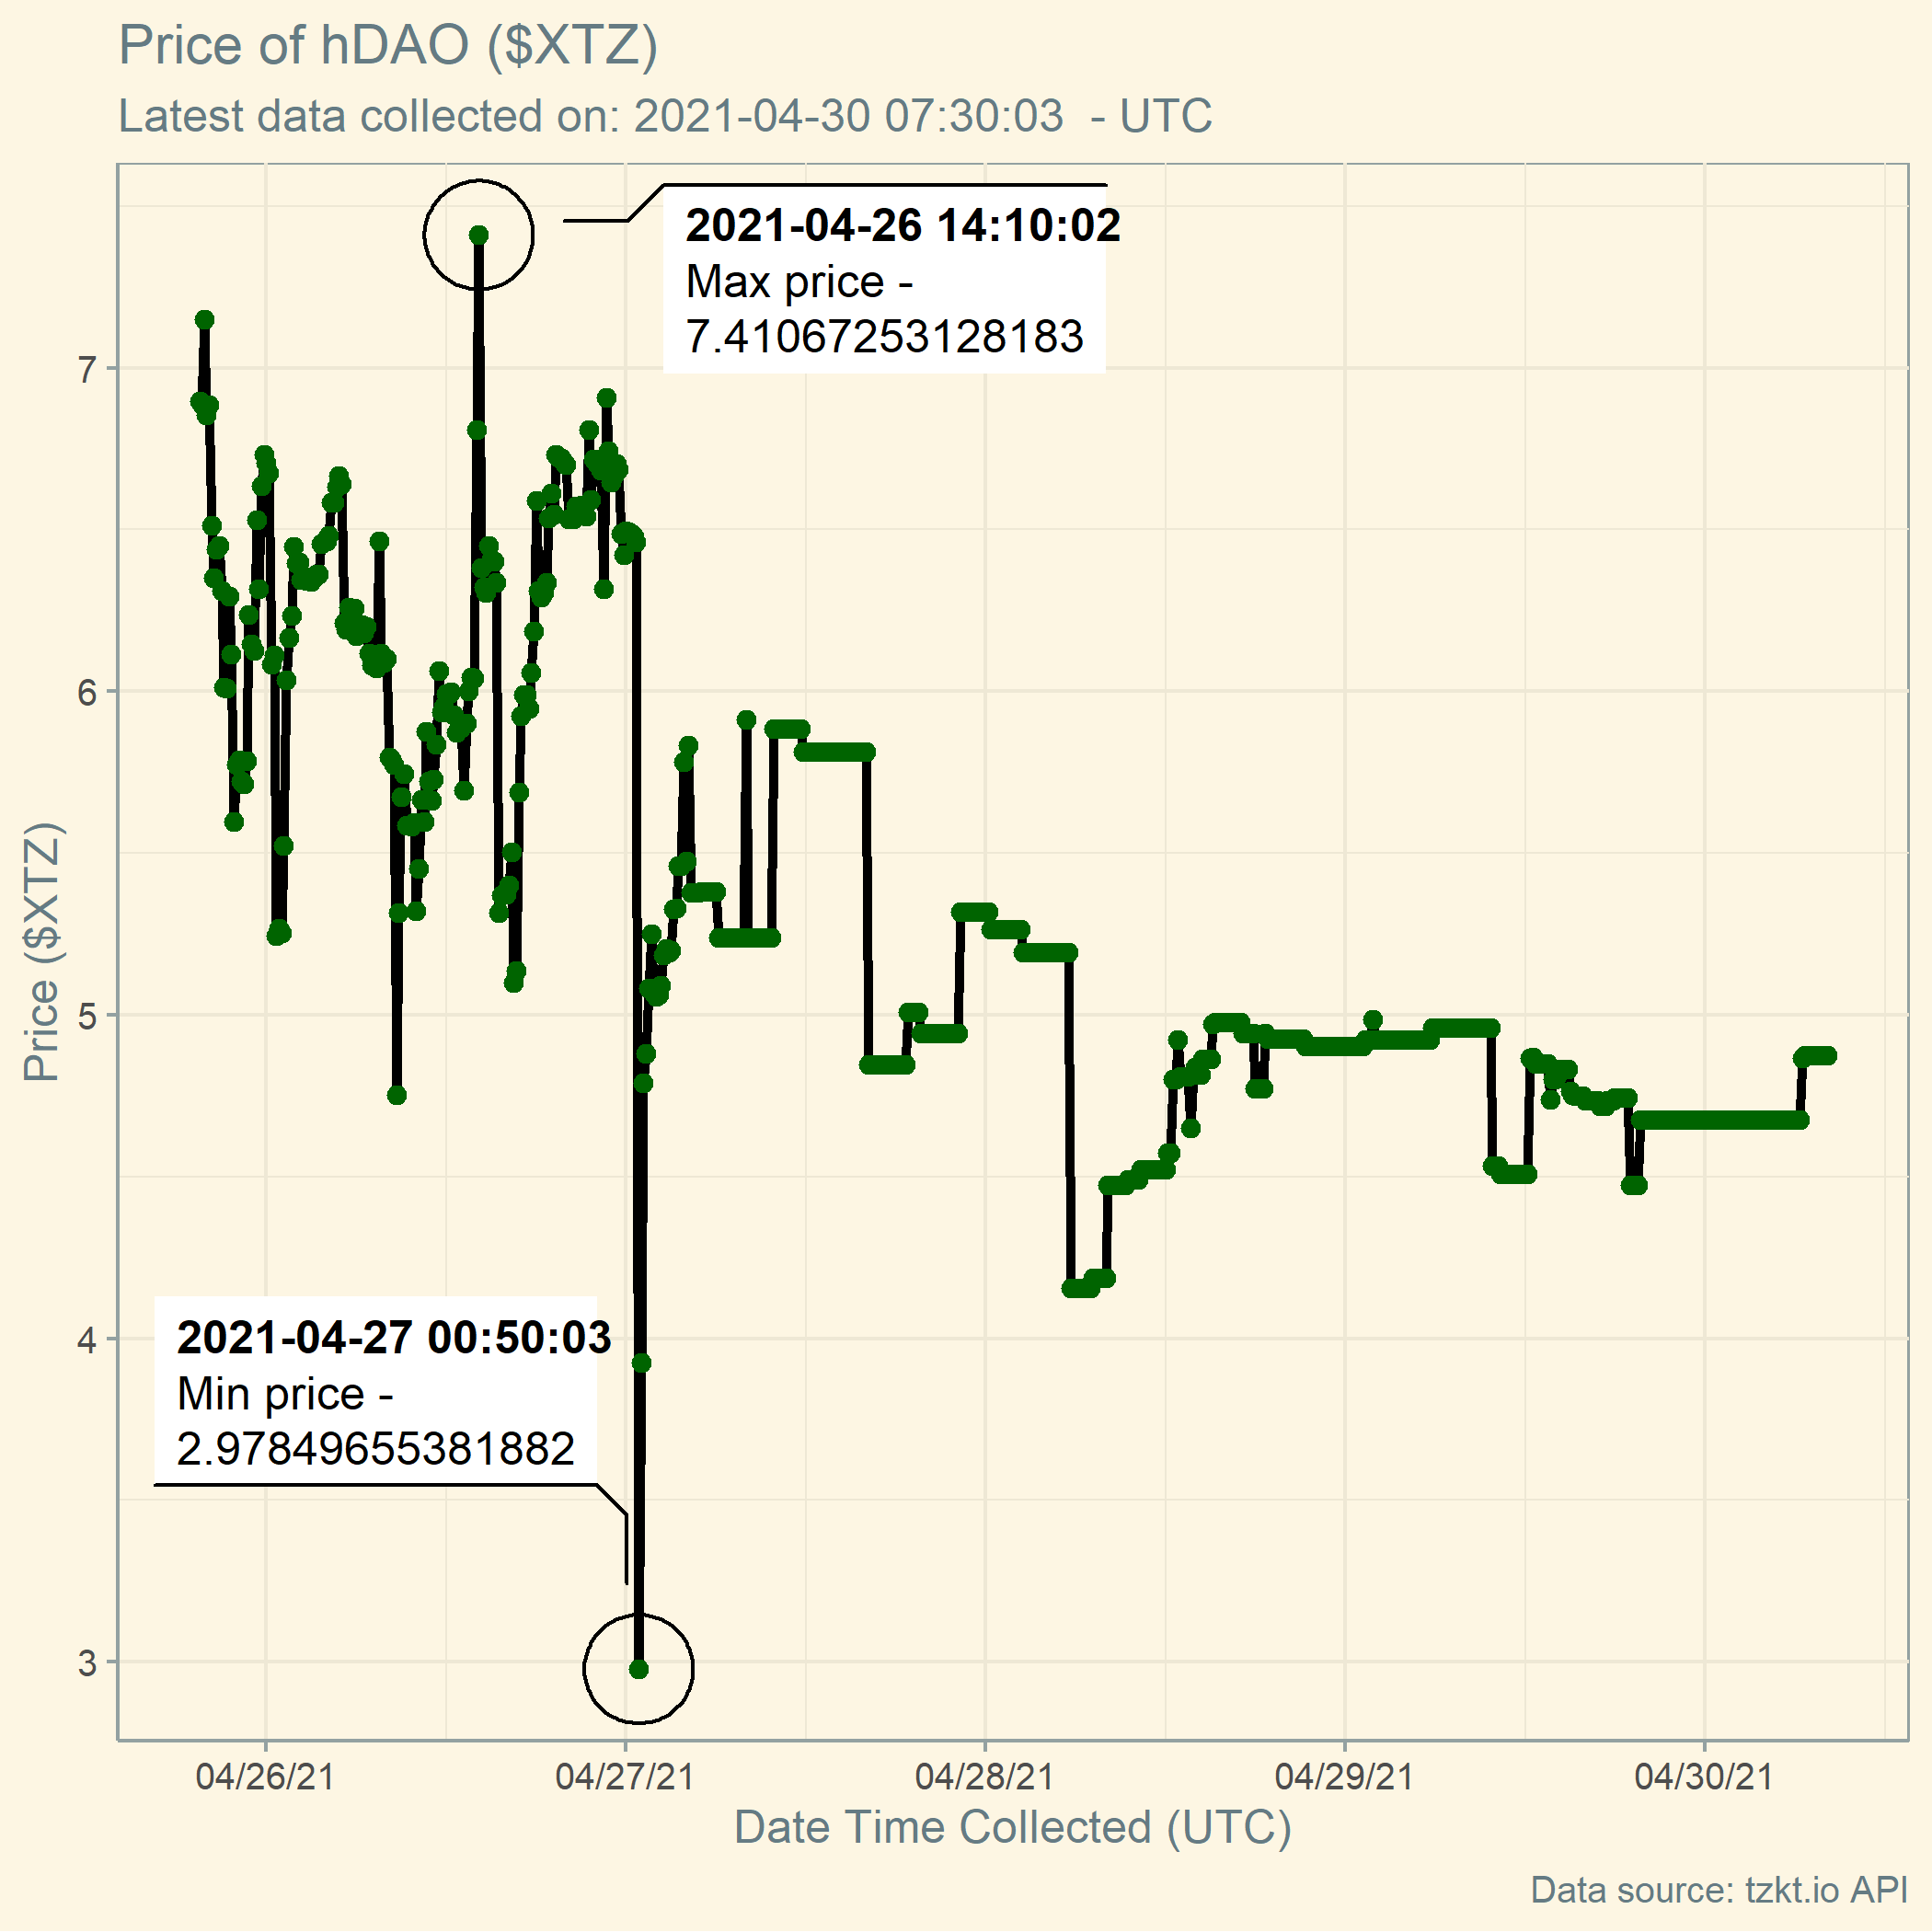 Price of hDAO ($XTZ)
Latest data collected on: 2021-04-30 07:30:03  - UTC
2021-04-26 14:10:02
Max price -
7.41067253128183
7
6
5
4
3
Price ($XTZ)
2021-04-27 00:50:03
Min price -
2.97849655381882
04/26/21
04/27/21
04/28/21
04/29/21
04/30/21
Date Time Collected (UTC)
Data source: tzkt.io API